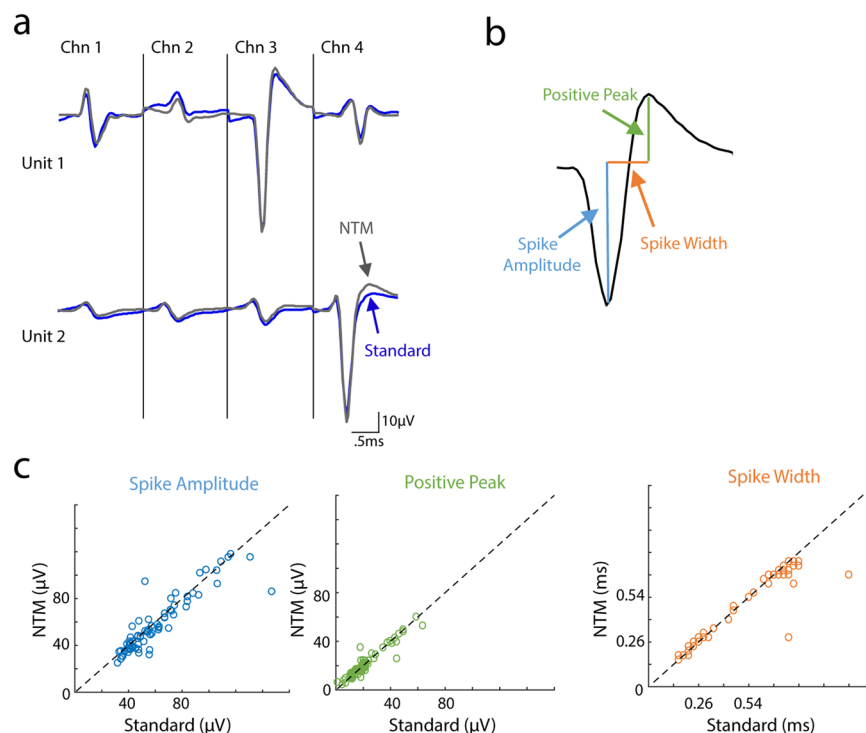 a
Chn 1 Chn 2 Chn 3 Chn 4
Unit 1
NTM
Unit 2
Standard
10μV
.5ms
b
Positive Peak
Spike
Amplitude
Spike Width
c
Spike Amplitude
NTM (μV)
80
40
0
40 80
Standard (μV)
Positive Peak
80
40
0
40 80
Standard (μV)
Spike Width
NTM (ms)
0.54
0.26
0
0.26 0.54
Standard (ms)